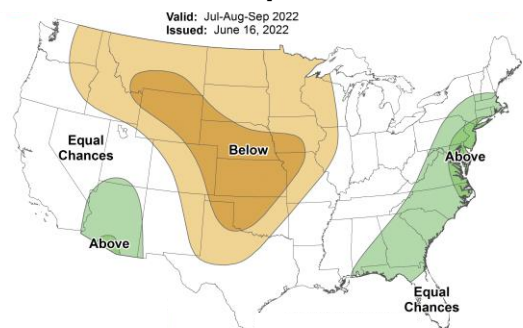 Valid: Jul-Aug-Sep 2022
Issued: June 16, 2022
Equal
Chances
Below
Above
Above
Equal
Chances